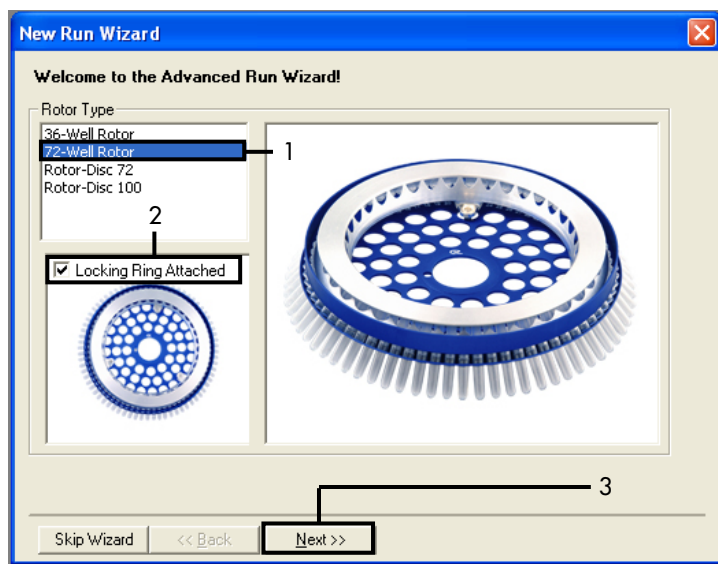 New Run Wizard
Welcome to the Advanced Run Wizard!
Rotor Type
36-Well Rotor
72-Well Rotor
Rotor-Disc 72
Rotor-Disc 100
1
2
Locking Ring Attached
3
Skip Wizard
<< Back
Next >>